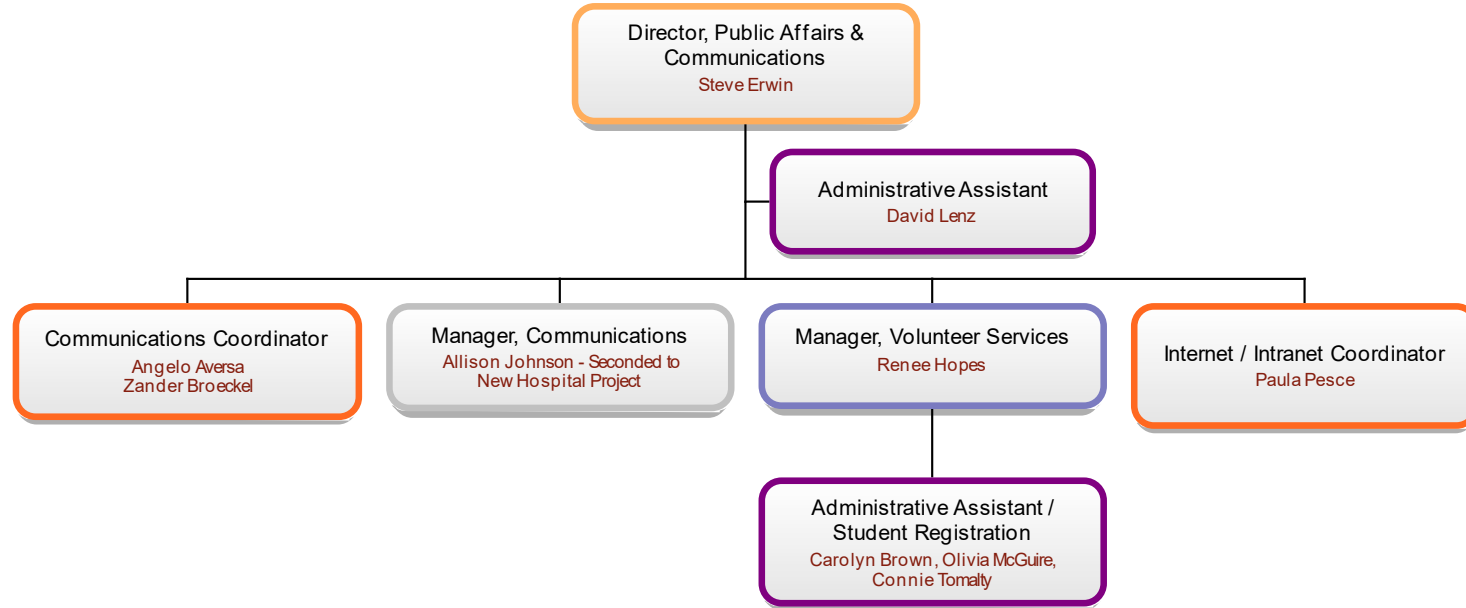 Director, Public Affairs &
Communications
Steve Erwin
Administrative Assistant
David Lenz
Communications Coordinator
Angelo Aversa
Zander Broeckel
Manager, Communications
Allison Johnson - Seconded to
New Hospital Project
Manager, Volunteer Services
Renee Hopes
Internet / Intranet Coordinator
Paula Pesce
Administrative Assistant /
Student Registration
Carolyn Brown, Olivia McGuire,
Connie Tomalty